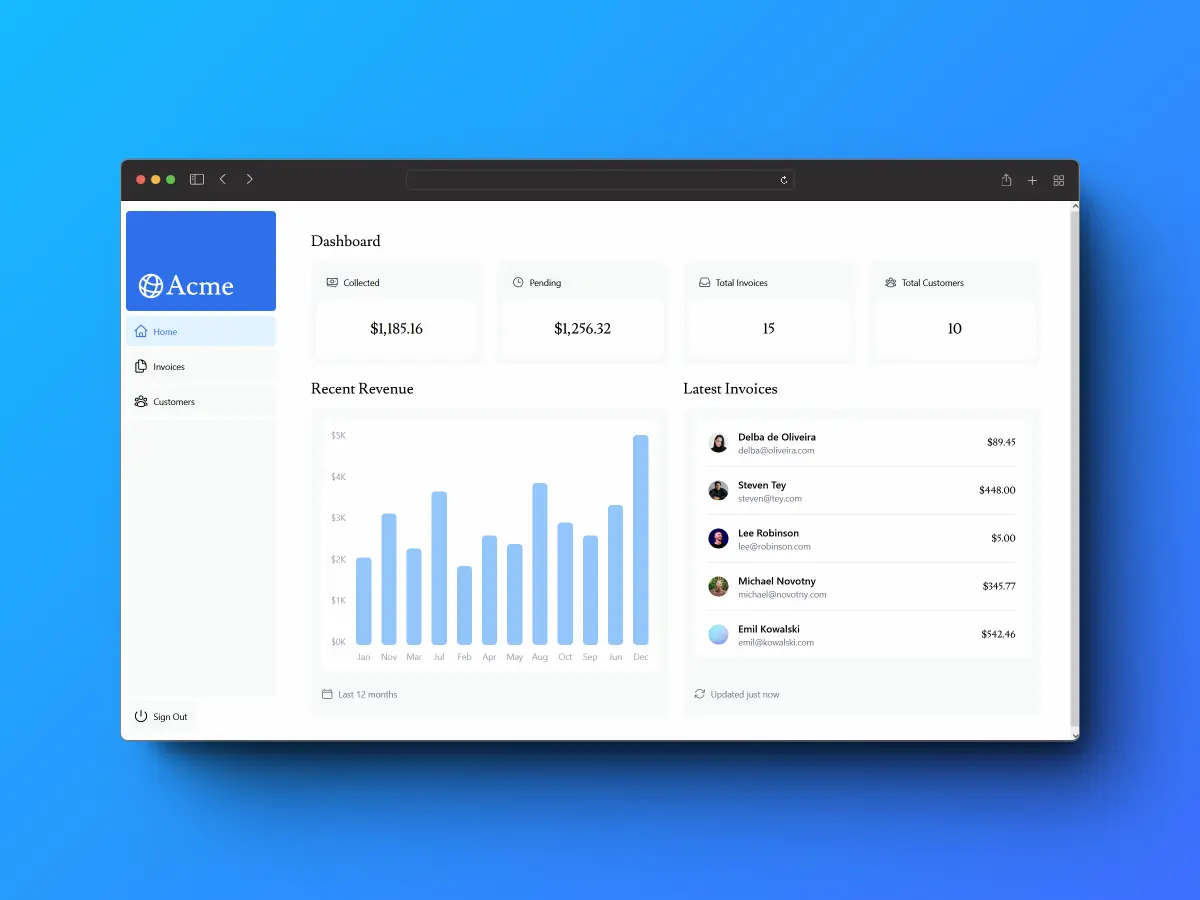 Acme
Home
Invoices
Customers
Sign Out
Dashboard
Collected
$1,185.16
Pending
$1,256.32
Total Invoices
15
Total Customers
10
Recent Revenue
$5K
$4K
$3K
$2K
$1K
$0K
Jan Nov Mar Jul Feb Apr May Aug Oct Sep Jun Dec
Last 12 months
Latest Invoices
Delba de Oliveira
delba@oliveira.com
$89.45
Steven Tey
steven@tey.com
$448.00
Lee Robinson
lee@robinson.com
$5.00
Michael Novotny
michael@novotny.com
$345.77
Emil Kowalski
emil@kowalski.com
$542.46
Updated just now